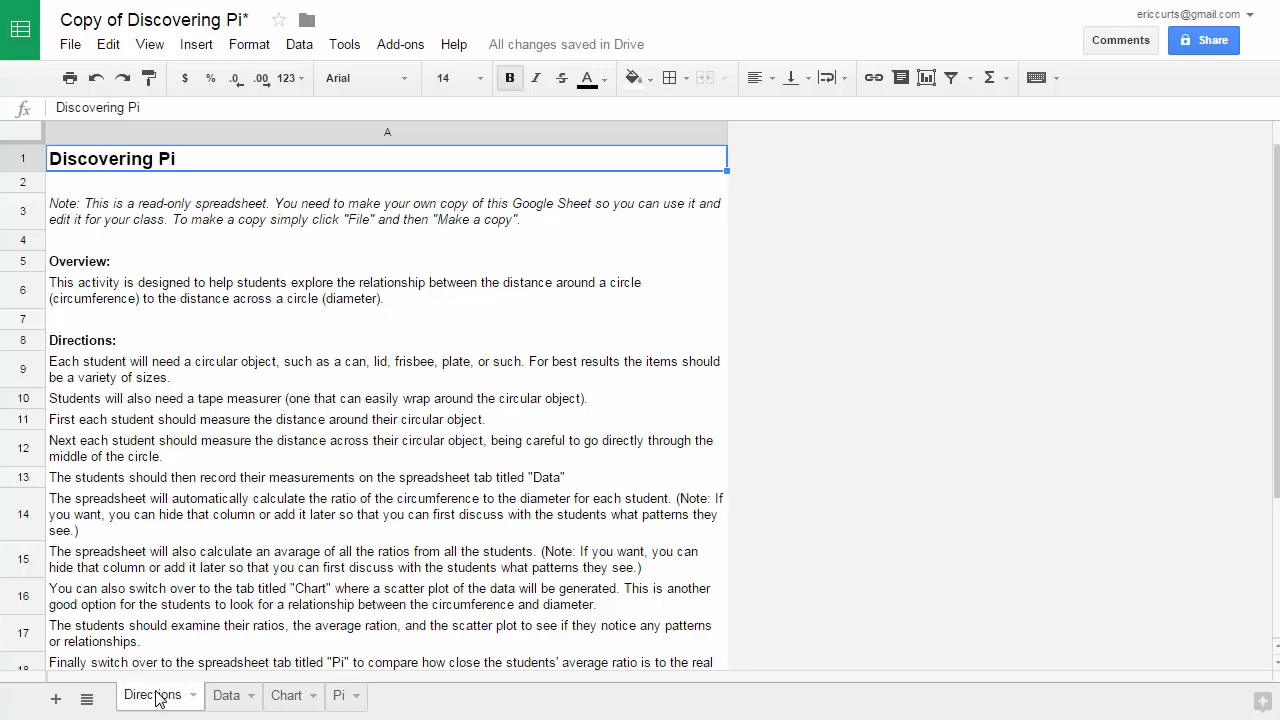 Copy of Discovering Pi*
ericcurts@gmail.com
File Edit View Insert Format Data Tools Add-ons Help All changes saved in Drive
Comments Share
$ % .0 .00 123 Arial 14 B I S A Σ
fx Discovering Pi
A
1 Discovering Pi
2
3 Note: This is a read-only spreadsheet. You need to make your own copy of this Google Sheet so you can use it and
edit it for your class. To make a copy simply click "File" and then "Make a copy".
4
5 Overview:
6 This activity is designed to help students explore the relationship between the distance around a circle
(circumference) to the distance across a circle (diameter).
7
8 Directions:
9 Each student will need a circular object, such as a can, lid, frisbee, plate, or such. For best results the items should
be a variety of sizes.
10 Students will also need a tape measurer (one that can easily wrap around the circular object).
11 First each student should measure the distance around their circular object.
12 Next each student should measure the distance across their circular object, being careful to go directly through the
middle of the circle.
13 The students should then record their measurements on the spreadsheet tab titled "Data"
14 The spreadsheet will automatically calculate the ratio of the circumference to the diameter for each student. (Note: If
you want, you can hide that column or add it later so that you can first discuss with the students what patterns they
see.)
15 The spreadsheet will also calculate an avarage of all the ratios from all the students. (Note: If you want, you can
hide that column or add it later so that you can first discuss with the students what patterns they see.)
16 You can also switch over to the tab titled "Chart" where a scatter plot of the data will be generated. This is another
good option for the students to look for a relationship between the circumference and diameter.
17 The students should examine their ratios, the average ration, and the scatter plot to see if they notice any patterns
or relationships.
18 Finally switch over to the spreadsheet tab titled "Pi" to compare how close the students' average ratio is to the real
Directions Data Chart Pi